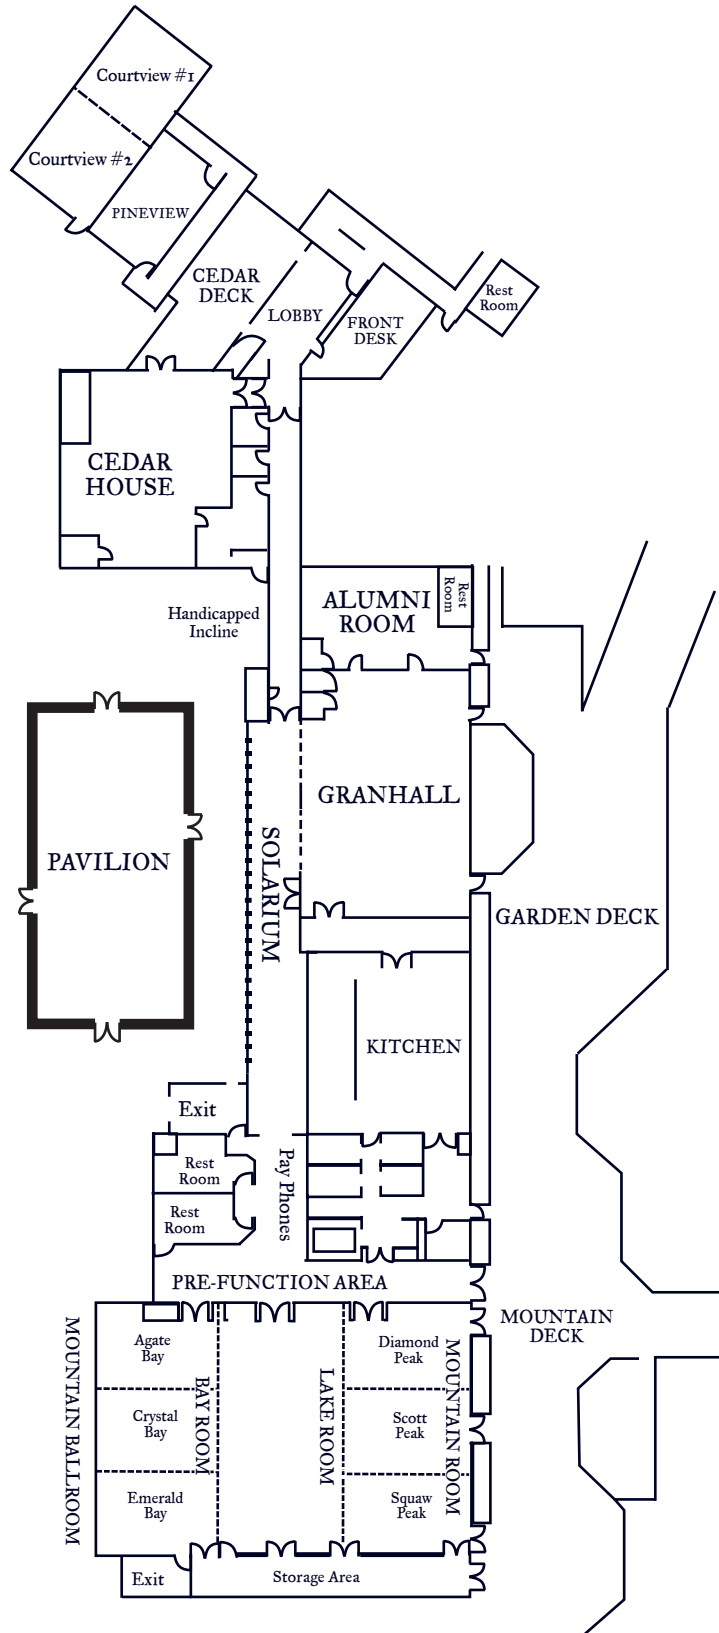 Courtview #1
Courtview #2
PINEVIEW
CEDAR
DECK
LOBBY
FRONT
DESK
Rest
Room
CEDAR
HOUSE
Handicapped
Incline
ALUMNI
ROOM
Rest
Room
GRANHALL
PAVILION
SOLARIUM
GARDEN DECK
KITCHEN
Exit
Rest
Room
Rest
Room
Pay Phones
PRE-FUNCTION AREA
MOUNTAIN
DECK
MOUNTAIN BALLROOM
Agate
Bay
Crystal
Bay
Emerald
Bay
BAY ROOM
LAKE ROOM
Diamond
Peak
Scott
Peak
Squaw
Peak
MOUNTAIN ROOM
Exit
Storage Area